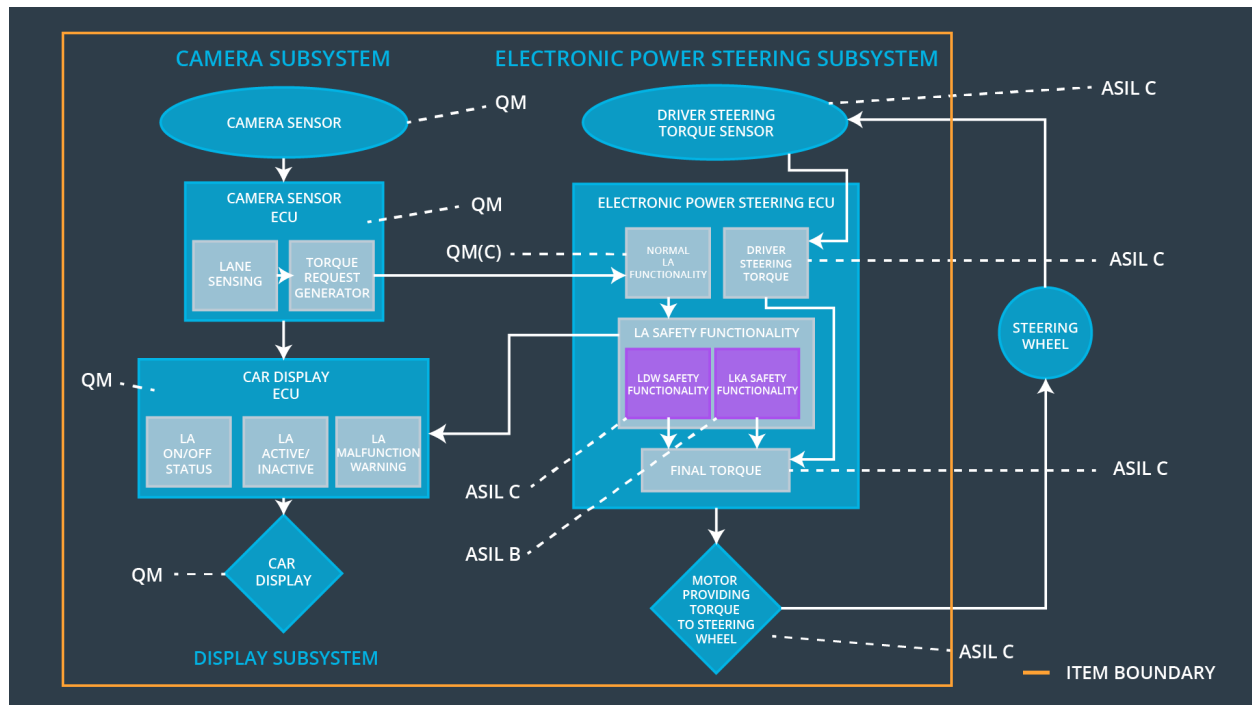 CAMERA SUBSYSTEM
ELECTRONIC POWER STEERING SUBSYSTEM
CAMERA SENSOR
QM
DRIVER STEERING
TORQUE SENSOR
ASIL C
CAMERA SENSOR
ECU
QM
LANE
SENSING
TORQUE
REQUEST
GENERATOR
ELECTRONIC POWER STEERING ECU
QM(C)
NORMAL
LA
FUNCTIONALITY
DRIVER
STEERING
TORQUE
ASIL C
LA SAFETY FUNCTIONALITY
LDW SAFETY
FUNCTIONALITY
LKA SAFETY
FUNCTIONALITY
STEERING
WHEEL
QM
CAR DISPLAY
ECU
LA
ON/OFF
STATUS
LA
ACTIVE/
INACTIVE
LA
MALFUNCTION
WARNING
FINAL TORQUE
ASIL C
ASIL C
ASIL B
QM
CAR
DISPLAY
MOTOR
PROVIDING
TORQUE
TO STEERING
WHEEL
ASIL C
DISPLAY SUBSYSTEM
ITEM BOUNDARY